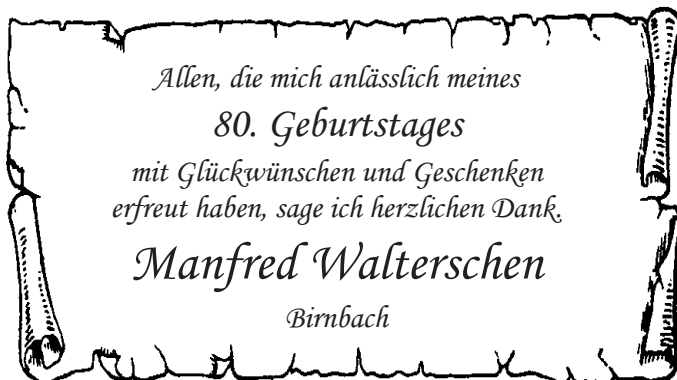 Allen, die mich anlässlich meines
80. Geburtstages
mit Glückwünschen und Geschenken
erfreut haben, sage ich herzlichen Dank.
Manfred Walterschen
Birnbach